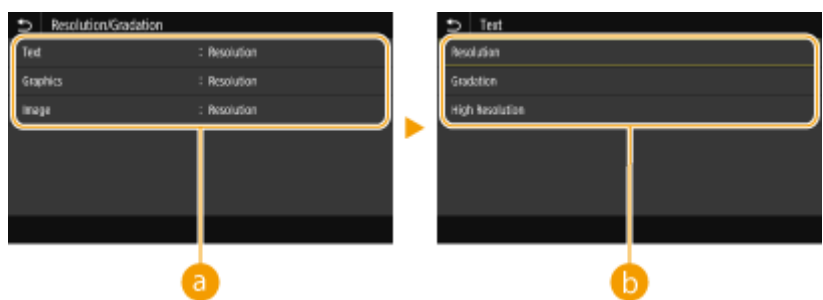 Resolution/Gradation
Text : Resolution
Graphics : Resolution
Image : Resolution
a
Text
Resolution
Gradation
High Resolution
b